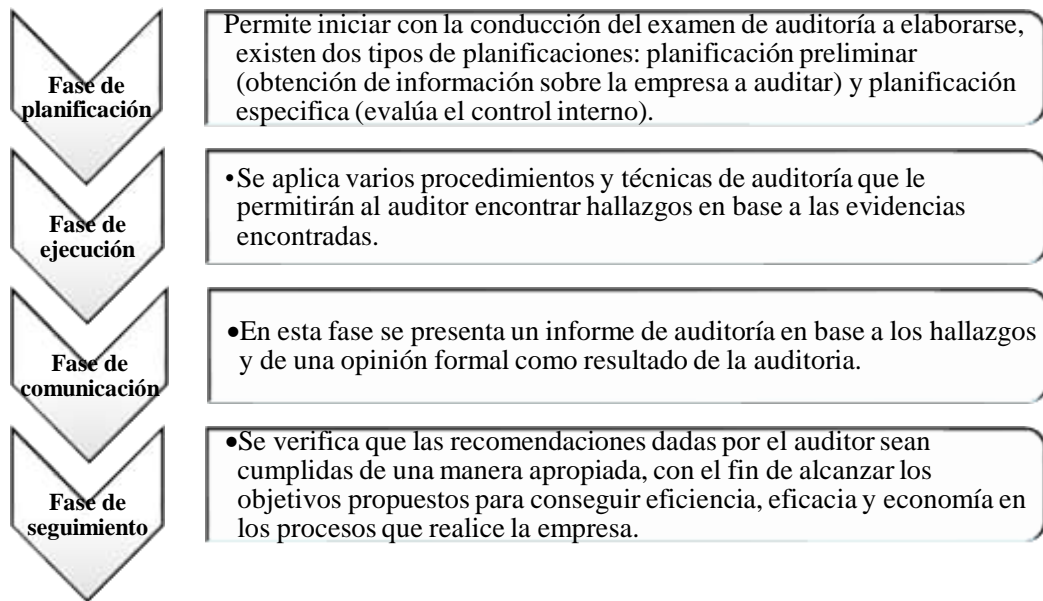 Fase de
planificación
Permite iniciar con la conducción del examen de auditoría a elaborarse,
existen dos tipos de planificaciones: planificación preliminar
(obtención de información sobre la empresa a auditar) y planificación
especifica (evalúa el control interno).
Fase de
ejecución
•Se aplica varios procedimientos y técnicas de auditoría que le
permitirán al auditor encontrar hallazgos en base a las evidencias
encontradas.
Fase de
comunicación
•En esta fase se presenta un informe de auditoría en base a los hallazgos
y de una opinión formal como resultado de la auditoria.
Fase de
seguimiento
•Se verifica que las recomendaciones dadas por el auditor sean
cumplidas de una manera apropiada, con el fin de alcanzar los
objetivos propuestos para conseguir eficiencia, eficacia y economía en
los procesos que realice la empresa.